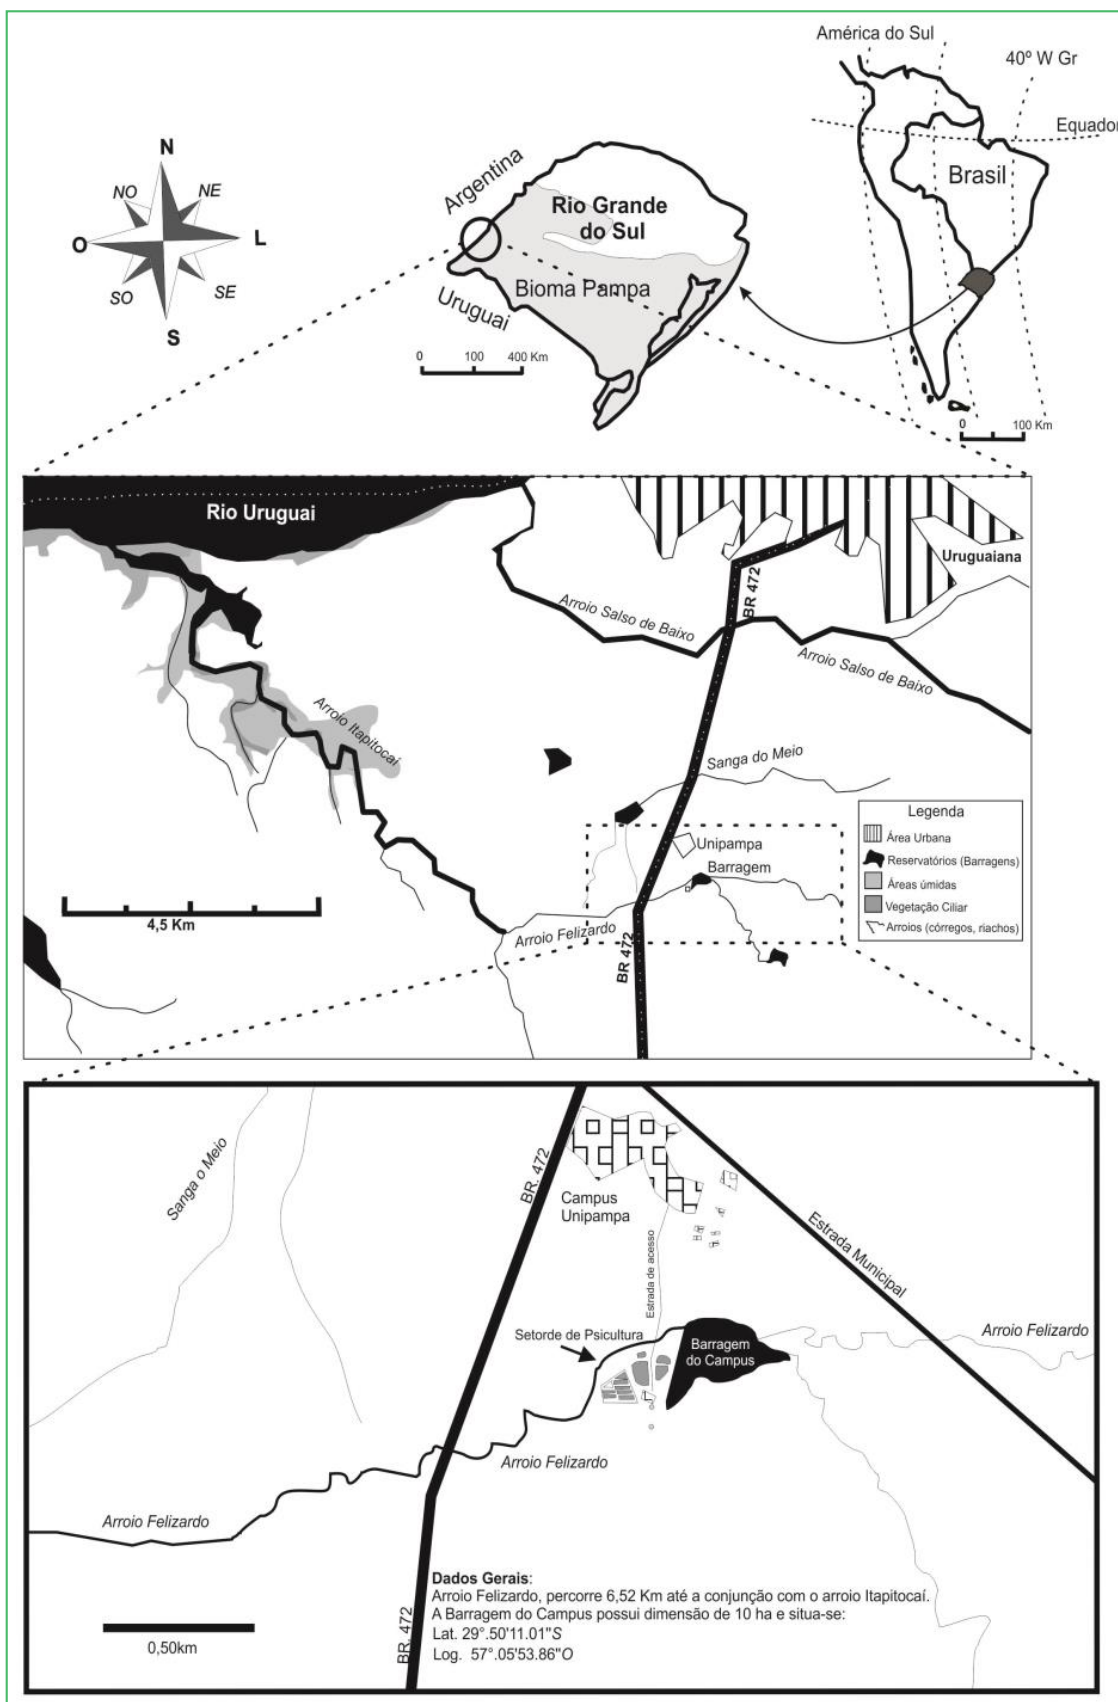 América do Sul
40º W Gr
Equador
Brasil
0 100 Km
N
NO
NE
O
L
SO
SE
S
Argentina
Rio Grande
do Sul
Bioma Pampa
Uruguai
0 100 400 Km
Rio Uruguai
Uruguaiana
BR 472
Arroio Salso de Baixo
Arroio Salso de Baixo
Arroio Itapitocaí
Sanga do Meio
Unipampa
Barragem
Arroio Felizardo
BR 472
4,5 Km
Legenda
Área Urbana
Reservatórios (Barragens)
Áreas úmidas
Vegetação Ciliar
Arroios (córregos, riachos)
Sanga o Meio
BR. 472
Campus
Unipampa
Estrada de acesso
Estrada Municipal
Setorde de Psicultura
Barragem
do Campus
Arroio Felizardo
Arroio Felizardo
Arroio Felizardo
BR. 472
0,50km
Dados Gerais:
Arroio Felizardo, percorre 6,52 Km até a conjunção com o arroio Itapitocaí.
A Barragem do Campus possui dimensão de 10 ha e situa-se:
Lat. 29°.50'11.01"S
Log. 57°.05'53.86"O